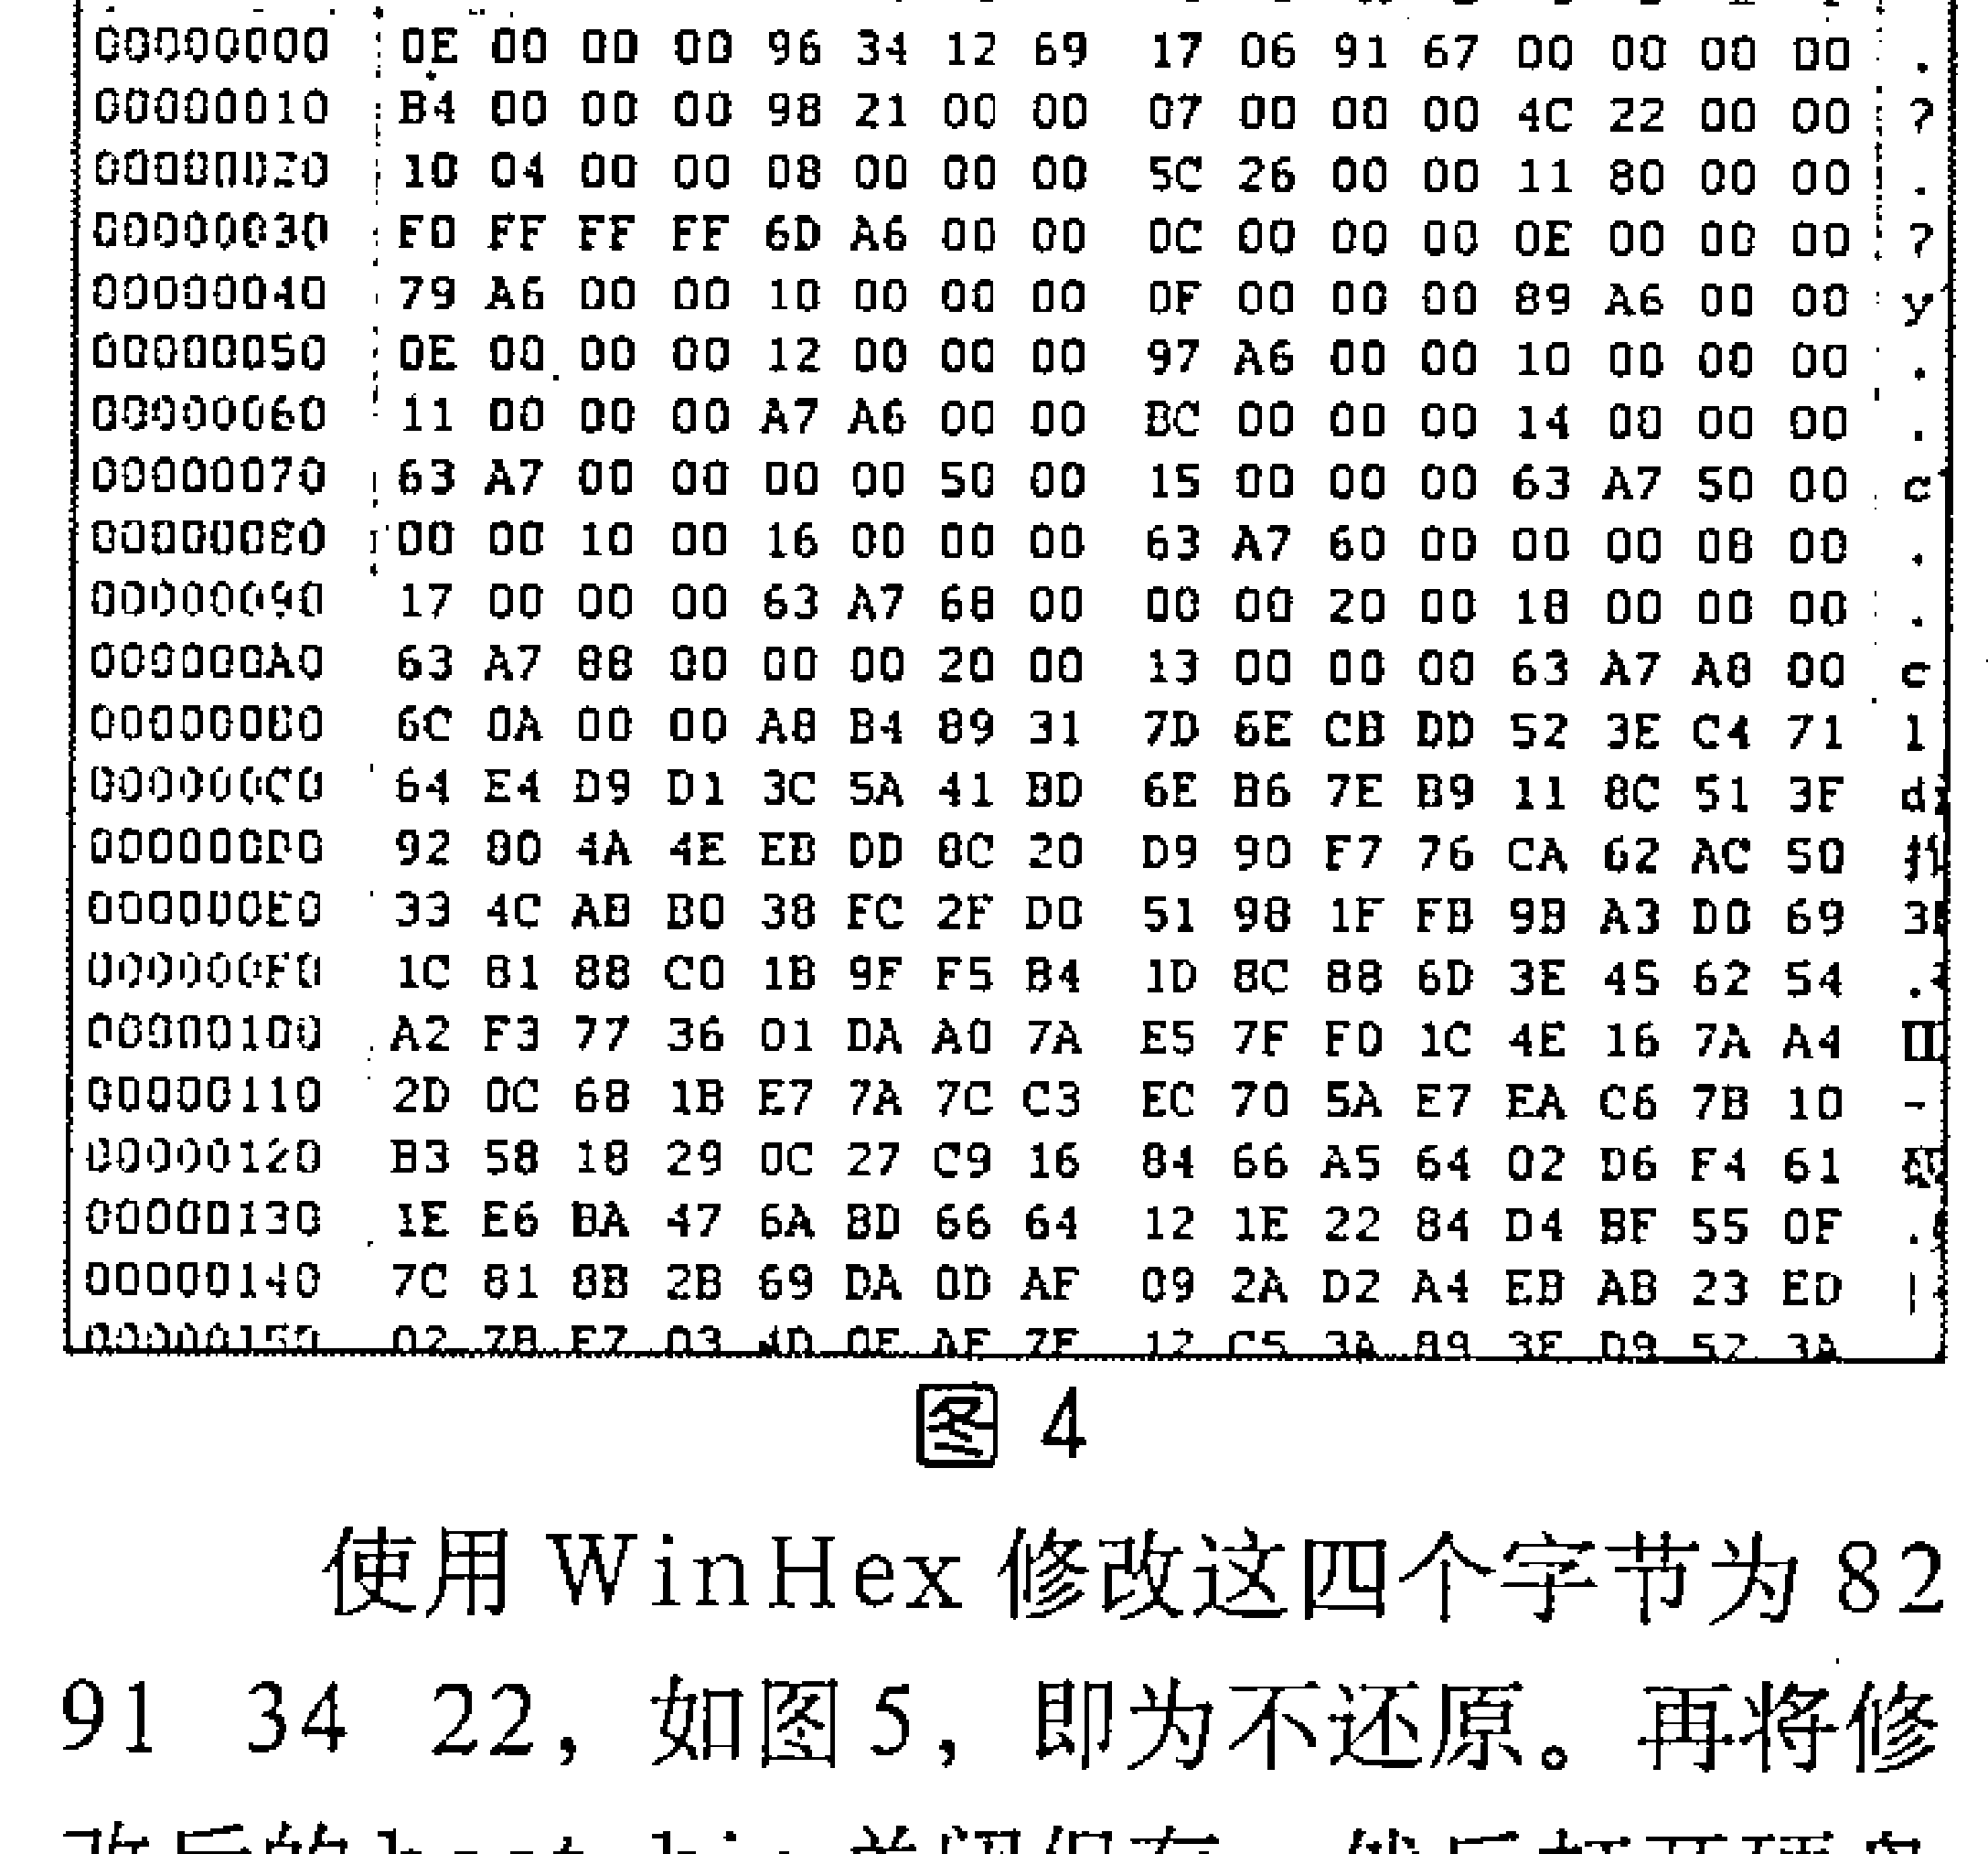 00000000 0E 00 00 00 96 34 12 69 17 06 91 67 00 00 00 00 .
00000010 B4 00 00 00 98 21 00 00 07 00 00 00 4C 22 00 00 ?
00000020 10 04 00 00 08 00 00 00 5C 26 00 00 11 80 00 00 .
00000030 F0 FF FF FF 6D A6 00 00 0C 00 00 00 0E 00 00 00 ?
00000040 79 A6 00 00 10 00 00 00 0F 00 00 00 89 A6 00 00 y
00000050 0E 00 00 00 12 00 00 00 97 A6 00 00 10 00 00 00 .
00000060 11 00 00 00 A7 A6 00 00 BC 00 00 00 14 00 00 00 .
00000070 63 A7 00 00 00 00 50 00 15 00 00 00 63 A7 50 00 c
00000080 00 00 10 00 16 00 00 00 63 A7 60 00 00 00 08 00 .
00000090 17 00 00 00 63 A7 68 00 00 00 20 00 18 00 00 00 .
000000A0 63 A7 88 00 00 00 20 00 13 00 00 00 63 A7 A8 00 c
000000B0 6C 0A 00 00 A8 B4 89 31 7D 6E CB DD 52 3E C4 71 l
000000C0 64 E4 D9 D1 3C 5A 41 BD 6E B6 7E B9 11 8C 51 3F d
000000D0 92 80 4A 4E EB DD 8C 20 D9 90 F7 76 CA 62 AC 50
000000E0 33 4C AB B0 38 FC 2F D0 51 98 1F FB 9B A3 D0 69 3
000000F0 1C 81 88 C0 1B 9F F5 B4 1D 8C 88 6D 3E 45 62 54 .
00000100 A2 F3 77 36 01 DA A0 7A E5 7F F0 1C 4E 16 7A A4
00000110 2D 0C 68 1B E7 7A 7C C3 EC 70 5A E7 EA C6 7B 10 -
00000120 B3 58 18 29 0C 27 C9 16 84 66 A5 64 02 D6 F4 61
00000130 1E E6 BA 47 6A BD 66 64 12 1E 22 84 D4 BF 55 0F .
00000140 7C 81 8B 2B 69 DA 0D AF 09 2A D2 A4 EB AB 23 ED |
00000150 02 7B E7 03 12 C5 3A 89 D9 52 3A
图 4
使用 WinHex 修改这四个字节为 82
91 34 22，如图 5，即为不还原。再将修